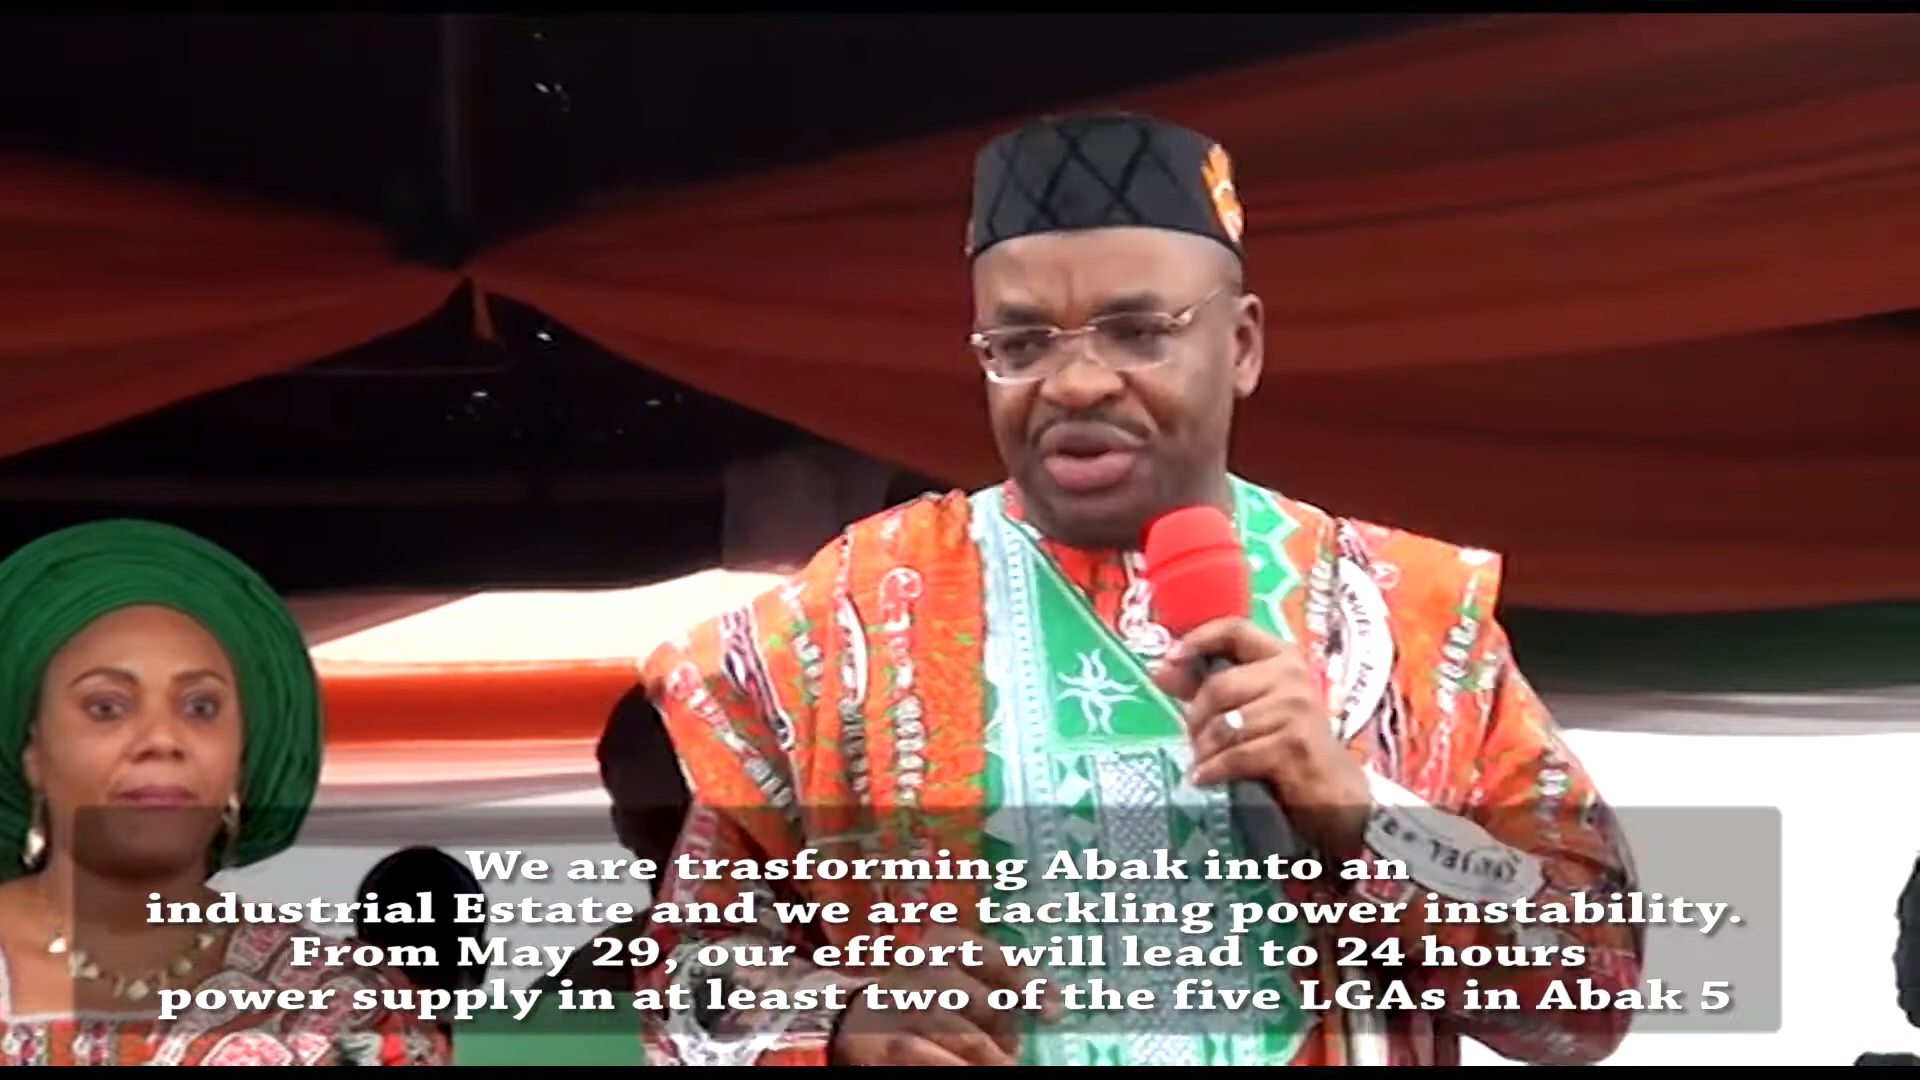 We are trasforming Abak into an
industrial Estate and we are tackling power instability.
From May 29, our effort will lead to 24 hours
power supply in at least two of the five LGAs in Abak 5